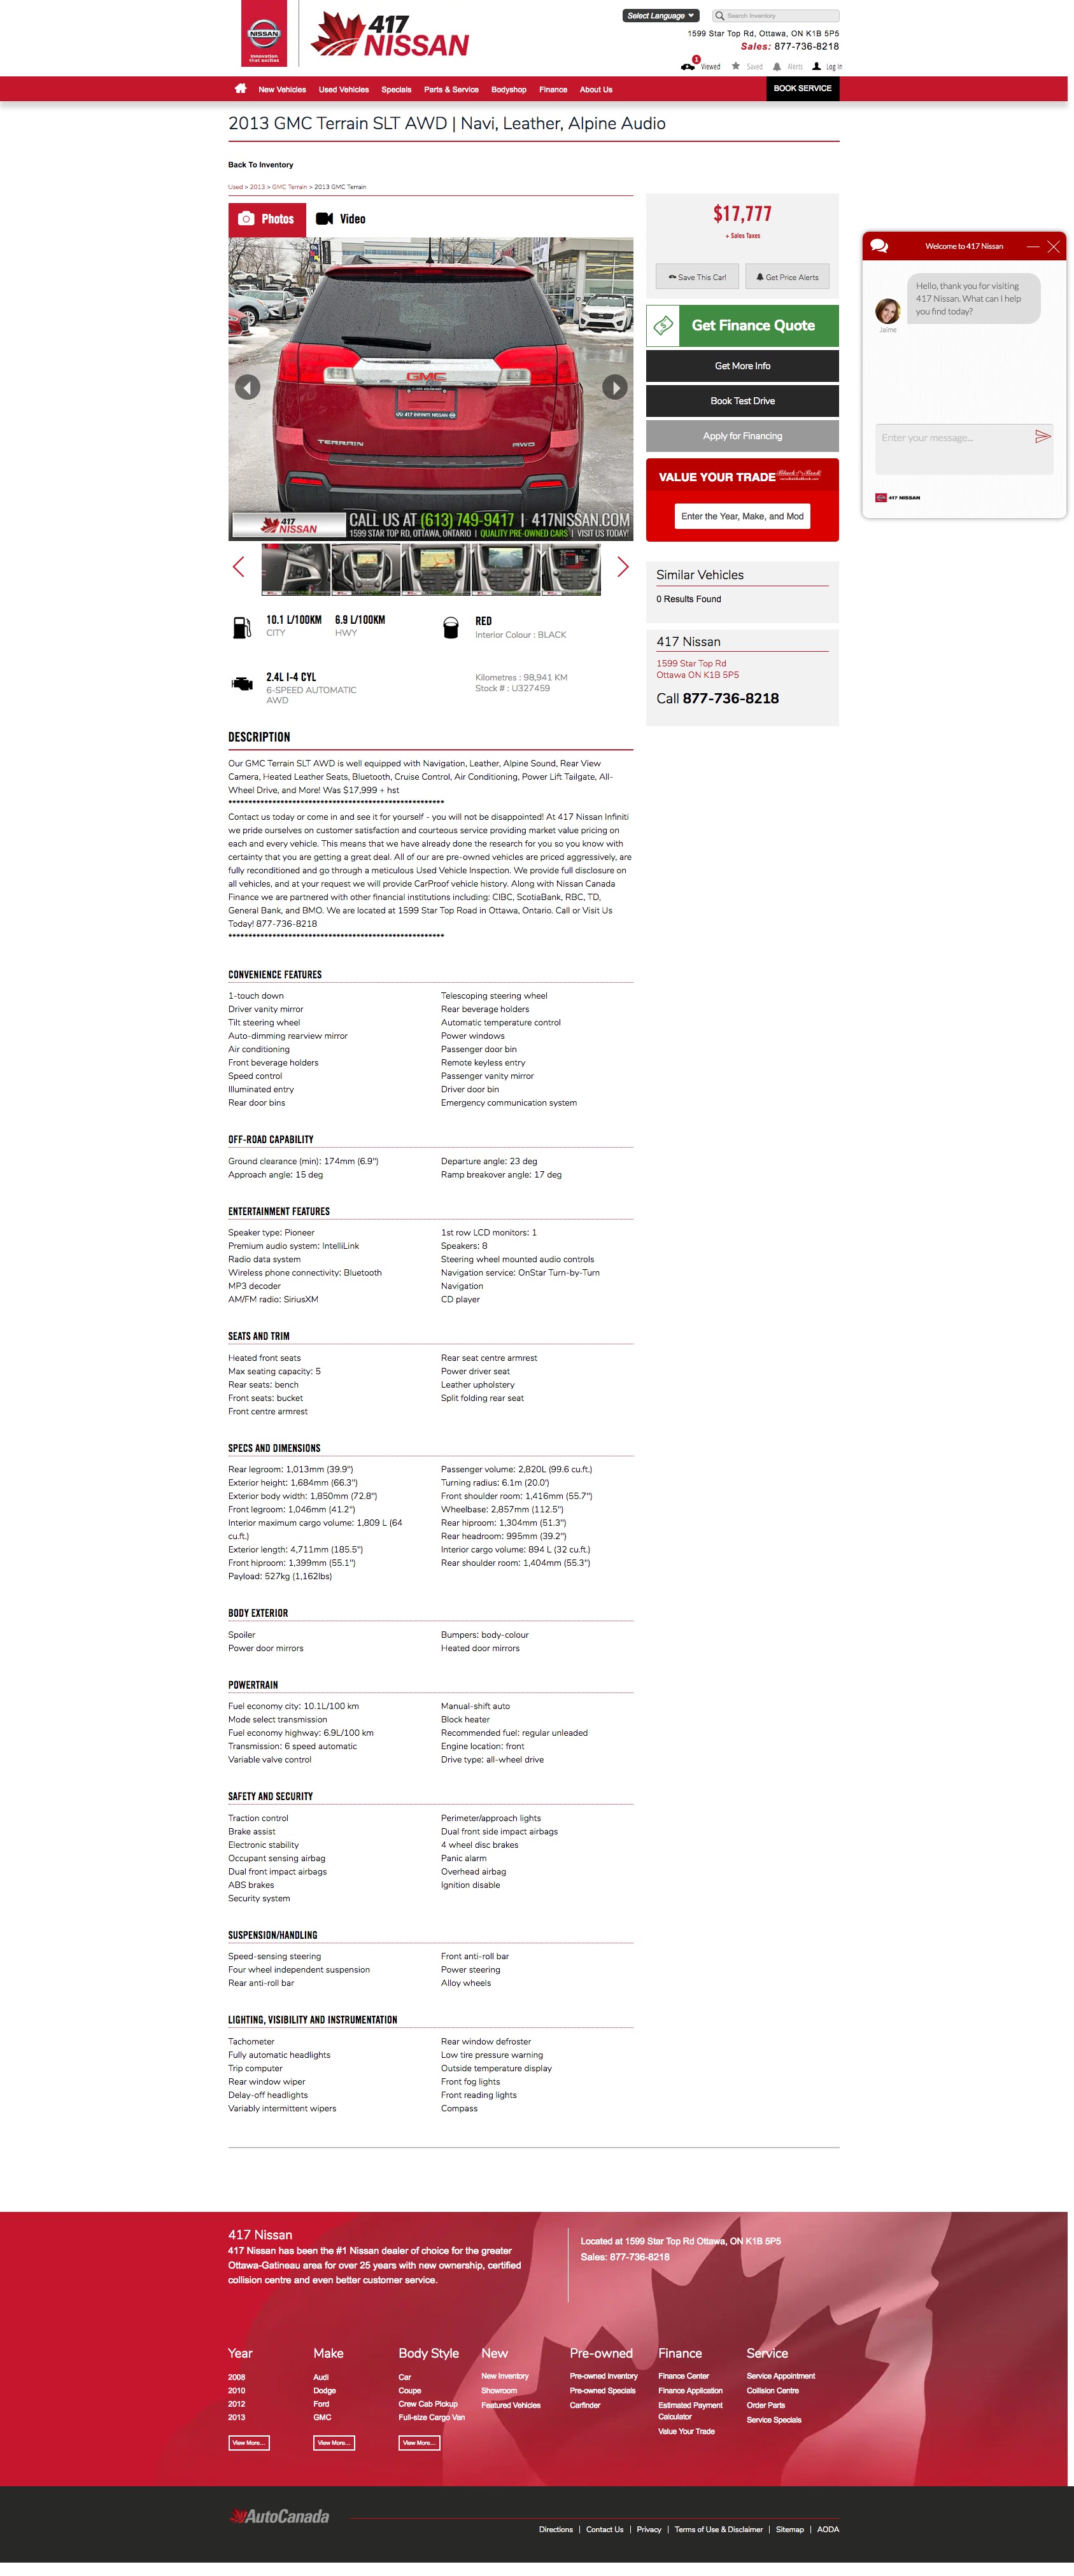 NISSAN
Innovation
that excites
417
NISSAN
Select Language
Search Inventory
1599 Star Top Rd, Ottawa, ON K1B 5P5
Sales: 877-736-8218
1
Viewed
Saved
Alerts
Log In
New Vehicles
Used Vehicles
Specials
Parts & Service
Bodyshop
Finance
About Us
BOOK SERVICE
2013 GMC Terrain SLT AWD | Navi, Leather, Alpine Audio
Back To Inventory
Used > 2013 > GMC Terrain > 2013 GMC Terrain
Photos
Video
GMC
417 INFINITI NISSAN
TERRAIN
AWD
417
NISSAN
CALL US AT (613) 749-9417 | 417NISSAN.COM
1599 STAR TOP RD, OTTAWA, ONTARIO | QUALITY PRE-OWNED CARS | VISIT US TODAY!
$17,777
+ Sales Taxes
Save This Car!
Get Price Alerts
Get Finance Quote
Get More Info
Book Test Drive
Apply for Financing
VALUE YOUR TRADE
Enter the Year, Make, and Mod
Similar Vehicles
0 Results Found
417 Nissan
1599 Star Top Rd
Ottawa ON K1B 5P5
Call 877-736-8218
Welcome to 417 Nissan
Hello, thank you for visiting
417 Nissan. What can I help
you find today?
Jaime
Enter your message...
417 NISSAN
10.1 L/100KM
CITY
6.9 L/100KM
HWY
RED
Interior Colour : BLACK
2.4L I-4 CYL
6-SPEED AUTOMATIC
AWD
Kilometres : 98,941 KM
Stock # : U327459
DESCRIPTION
Our GMC Terrain SLT AWD is well equipped with Navigation, Leather, Alpine Sound, Rear View
Camera, Heated Leather Seats, Bluetooth, Cruise Control, Air Conditioning, Power Lift Tailgate, All-
Wheel Drive, and More! Was $17,999 + hst
******************************************************
Contact us today or come in and see it for yourself - you will not be disappointed! At 417 Nissan Infiniti
we pride ourselves on customer satisfaction and courteous service providing market value pricing on
each and every vehicle. This means that we have already done the research for you so you know with
certainty that you are getting a great deal. All of our are pre-owned vehicles are priced aggressively, are
fully reconditioned and go through a meticulous Used Vehicle Inspection. We provide full disclosure on
all vehicles, and at your request we will provide CarProof vehicle history. Along with Nissan Canada
Finance we are partnered with other financial institutions including: CIBC, ScotiaBank, RBC, TD,
General Bank, and BMO. We are located at 1599 Star Top Road in Ottawa, Ontario. Call or Visit Us
Today! 877-736-8218
******************************************************
CONVENIENCE FEATURES
1-touch down
Driver vanity mirror
Tilt steering wheel
Auto-dimming rearview mirror
Air conditioning
Front beverage holders
Speed control
Illuminated entry
Rear door bins
Telescoping steering wheel
Rear beverage holders
Automatic temperature control
Power windows
Passenger door bin
Remote keyless entry
Passenger vanity mirror
Driver door bin
Emergency communication system
OFF-ROAD CAPABILITY
Ground clearance (min): 174mm (6.9")
Approach angle: 15 deg
Departure angle: 23 deg
Ramp breakover angle: 17 deg
ENTERTAINMENT FEATURES
Speaker type: Pioneer
Premium audio system: IntelliLink
Radio data system
Wireless phone connectivity: Bluetooth
MP3 decoder
AM/FM radio: SiriusXM
1st row LCD monitors: 1
Speakers: 8
Steering wheel mounted audio controls
Navigation service: OnStar Turn-by-Turn
Navigation
CD player
SEATS AND TRIM
Heated front seats
Max seating capacity: 5
Rear seats: bench
Front seats: bucket
Front centre armrest
Rear seat centre armrest
Power driver seat
Leather upholstery
Split folding rear seat
SPECS AND DIMENSIONS
Rear legroom: 1,013mm (39.9")
Exterior height: 1,684mm (66.3")
Exterior body width: 1,850mm (72.8")
Front legroom: 1,046mm (41.2")
Interior maximum cargo volume: 1,809 L (64
cu.ft.)
Exterior length: 4,711mm (185.5")
Front hiproom: 1,399mm (55.1")
Payload: 527kg (1,162lbs)
Passenger volume: 2,820L (99.6 cu.ft.)
Turning radius: 6.1m (20.0')
Front shoulder room: 1,416mm (55.7")
Wheelbase: 2,857mm (112.5")
Rear hiproom: 1,304mm (51.3")
Rear headroom: 995mm (39.2")
Interior cargo volume: 894 L (32 cu.ft.)
Rear shoulder room: 1,404mm (55.3")
BODY EXTERIOR
Spoiler
Power door mirrors
Bumpers: body-colour
Heated door mirrors
POWERTRAIN
Fuel economy city: 10.1L/100 km
Mode select transmission
Fuel economy highway: 6.9L/100 km
Transmission: 6 speed automatic
Variable valve control
Manual-shift auto
Block heater
Recommended fuel: regular unleaded
Engine location: front
Drive type: all-wheel drive
SAFETY AND SECURITY
Traction control
Brake assist
Electronic stability
Occupant sensing airbag
Dual front impact airbags
ABS brakes
Security system
Perimeter/approach lights
Dual front side impact airbags
4 wheel disc brakes
Panic alarm
Overhead airbag
Ignition disable
SUSPENSION/HANDLING
Speed-sensing steering
Four wheel independent suspension
Rear anti-roll bar
Front anti-roll bar
Power steering
Alloy wheels
LIGHTING, VISIBILITY AND INSTRUMENTATION
Tachometer
Fully automatic headlights
Trip computer
Rear window wiper
Delay-off headlights
Variably intermittent wipers
Rear window defroster
Low tire pressure warning
Outside temperature display
Front fog lights
Front reading lights
Compass
417 Nissan
417 Nissan has been the #1 Nissan dealer of choice for the greater
Ottawa-Gatineau area for over 25 years with new ownership, certified
collision centre and even better customer service.
Located at 1599 Star Top Rd Ottawa, ON K1B 5P5
Sales: 877-736-8218
Year
2008
2010
2012
2013
View More...
Make
Audi
Dodge
Ford
GMC
View More...
Body Style
Car
Coupe
Crew Cab Pickup
Full-size Cargo Van
View More...
New
New Inventory
Showroom
Featured Vehicles
Pre-owned
Pre-owned Inventory
Pre-owned Specials
Carfinder
Finance
Finance Center
Finance Application
Estimated Payment
Calculator
Value Your Trade
Service
Service Appointment
Collision Centre
Order Parts
Service Specials
AutoCanada
Directions | Contact Us | Privacy | Terms of Use & Disclaimer | Sitemap | AODA